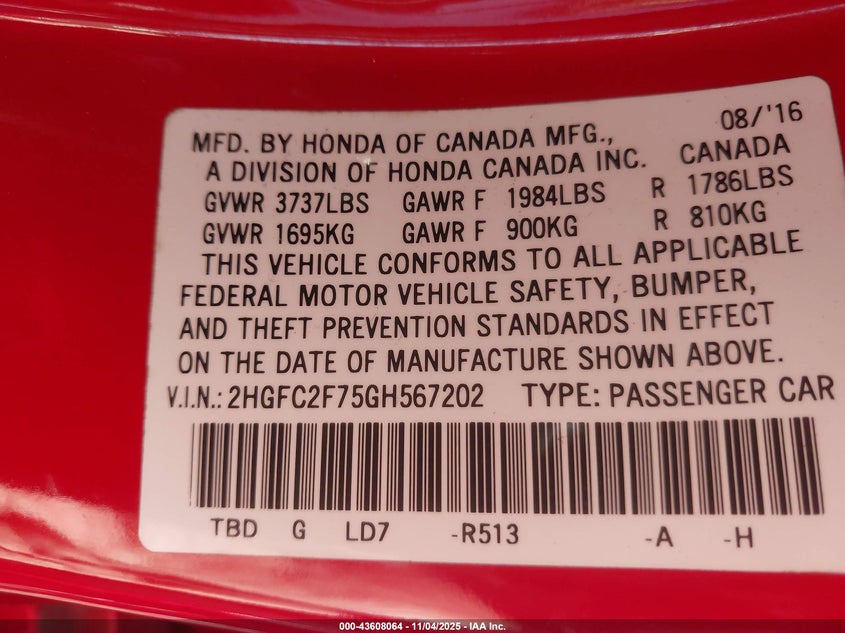 08/'16
MFD. BY HONDA OF CANADA MFG.,
A DIVISION OF HONDA CANADA INC. CANADA
GVWR 3737LBS GAWR F 1984LBS R 1786LBS
GVWR 1695KG GAWR F 900KG R 810KG
THIS VEHICLE CONFORMS TO ALL APPLICABLE
FEDERAL MOTOR VEHICLE SAFETY, BUMPER,
AND THEFT PREVENTION STANDARDS IN EFFECT
ON THE DATE OF MANUFACTURE SHOWN ABOVE.
V.I.N.: 2HGFC2F75GH567202 TYPE: PASSENGER CAR
TBD G LD7 -R513 -A -H
000-43608064 - 11/04/2025 - IAA Inc.